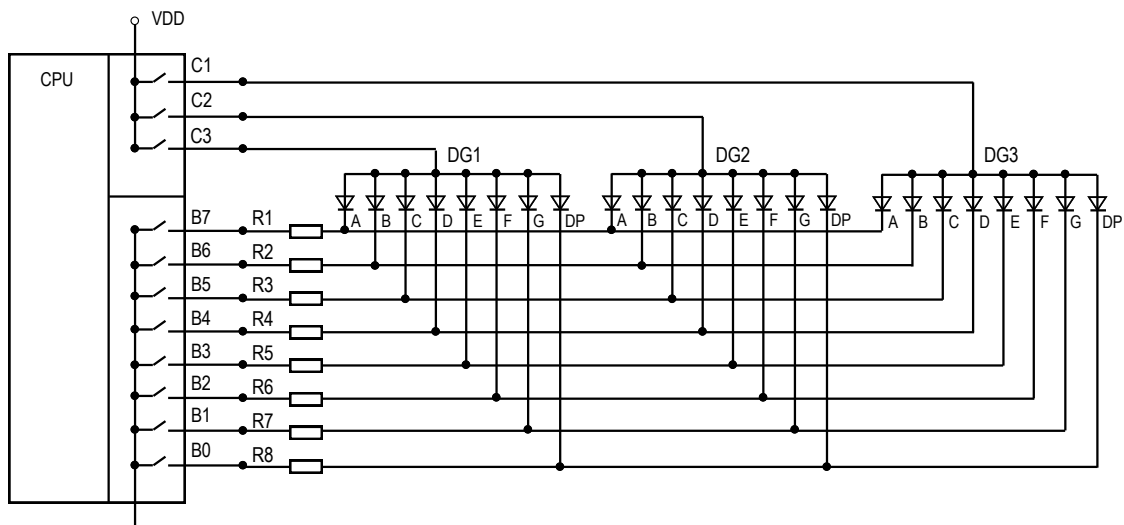 VDD
CPU
C1
C2
C3
DG1 DG2 DG3
A B C D E F G DP A B C D E F G DP A B C D E F G DP
B7 R1
B6 R2
B5 R3
B4 R4
B3 R5
B2 R6
B1 R7
B0 R8